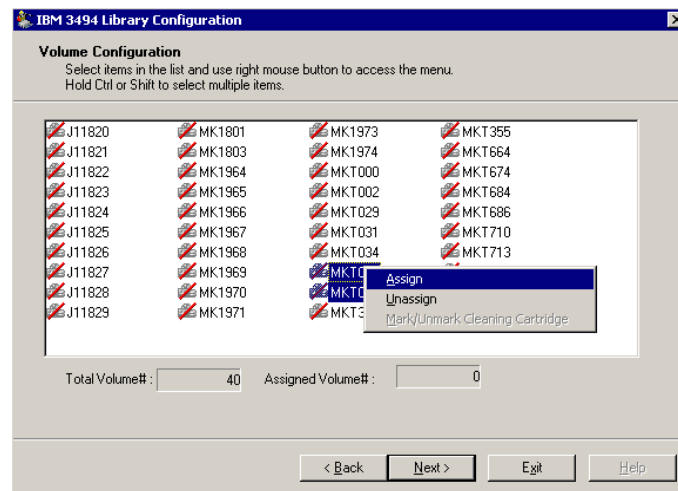 IBM 3494 Library Configuration
Volume Configuration
Select items in the list and use right mouse button to access the menu.
Hold Ctrl or Shift to select multiple items.
J11820 MK1801 MK1973 MKT355
J11821 MK1803 MK1974 MKT664
J11822 MK1964 MKT000 MKT674
J11823 MK1965 MKT002 MKT684
J11824 MK1966 MKT029 MKT686
J11825 MK1967 MKT031 MKT710
J11826 MK1968 MKT034 MKT713
J11827 MK1969
J11828 MK1970
J11829 MK1971
Assign
Unassign
Mark/Unmark Cleaning Cartridge
Total Volume# : 40 Assigned Volume# : 0
< Back Next > Exit Help